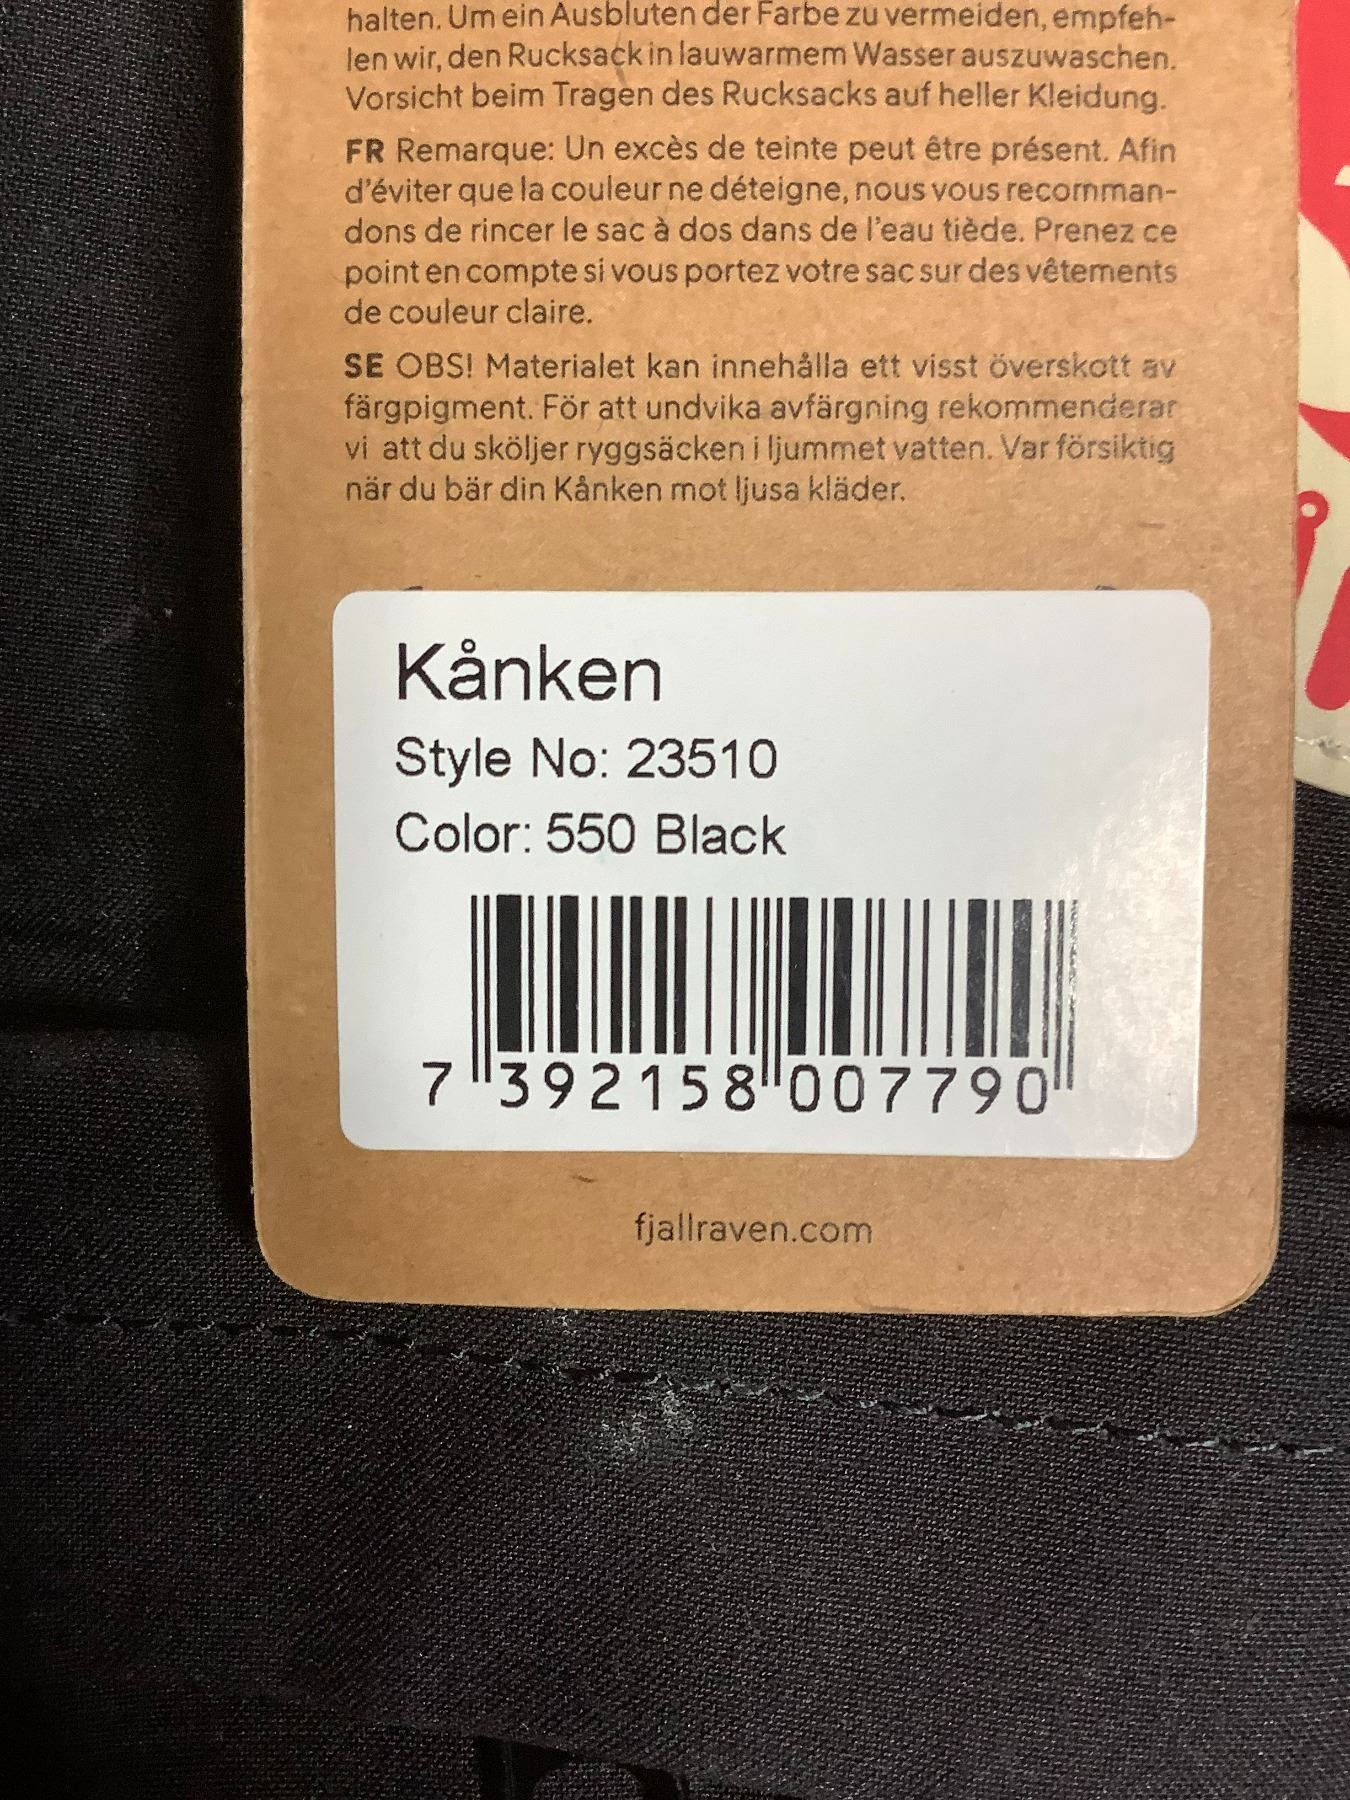 halten. Um ein Ausbluten der Farbe zu vermeiden, empfeh-
len wir, den Rucksack in lauwarmem Wasser auszuwaschen.
Vorsicht beim Tragen des Rucksacks auf heller Kleidung.
FR Remarque: Un excès de teinte peut être présent. Afin
d'éviter que la couleur ne déteigne, nous vous recomman-
dons de rincer le sac à dos dans de l'eau tiède. Prenez ce
point en compte si vous portez votre sac sur des vêtements
de couleur claire.
SE OBS! Materialet kan innehålla ett visst överskott av
färgpigment. För att undvika avfärgning rekommenderar
vi att du sköljer ryggsäcken i ljummet vatten. Var försiktig
när du bär din Kånken mot ljusa kläder.
Kånken
Style No: 23510
Color: 550 Black
7 392158 007790
fjallraven.com